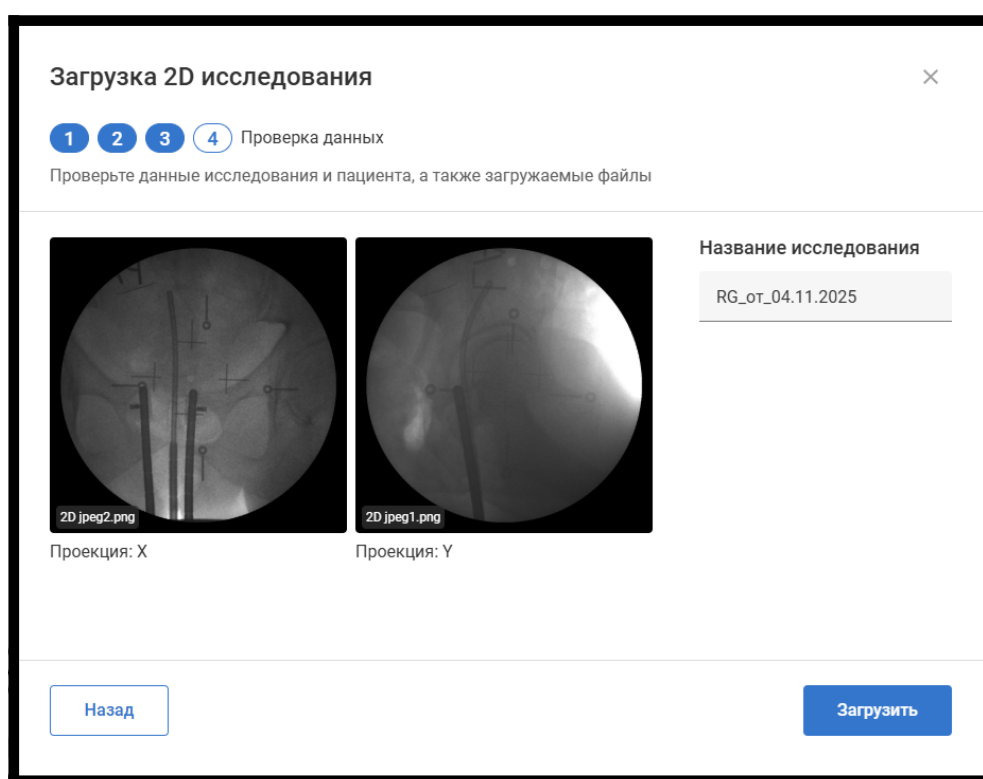 Загрузка 2D исследования
1 2 3 4 Проверка данных
Проверьте данные исследования и пациента, а также загружаемые файлы
Название исследования
RG_от_04.11.2025
2D jpeg2.png
2D jpeg1.png
Проекция: X
Проекция: Y
Назад
Загрузить